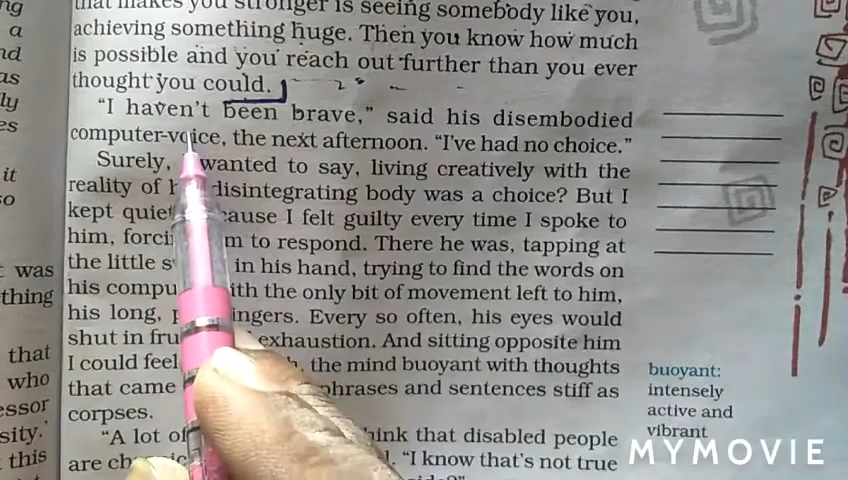 ng
a
nd
as
ly
es
it
so
t was
thing
that
who
essor
sity.'
this
that makes you stronger is seeing somebody like you,
achieving something huge. Then you know how much
is possible and you reach out further than you ever
thought you could.
“I haven't been brave,” said his disembodied
computer-voice, the next afternoon. “I've had no choice.”
Surely, I wanted to say, living creatively with the
reality of h disintegrating body was a choice? But I
kept quiet cause I felt guilty every time I spoke to
him, forci m to respond. There he was, tapping at
the little s in his hand, trying to find the words on
his compu ith the only bit of movement left to him,
his long, p ingers. Every so often, his eyes would
shut in fru exhaustion. And sitting opposite him
I could feel the mind buoyant with thoughts
that came phrases and sentences stiff as
corpses.
“A lot of hink that disabled people
are ch “I know that's not true
buoyant:
intensely
active and
vibrant
MYMOVIE